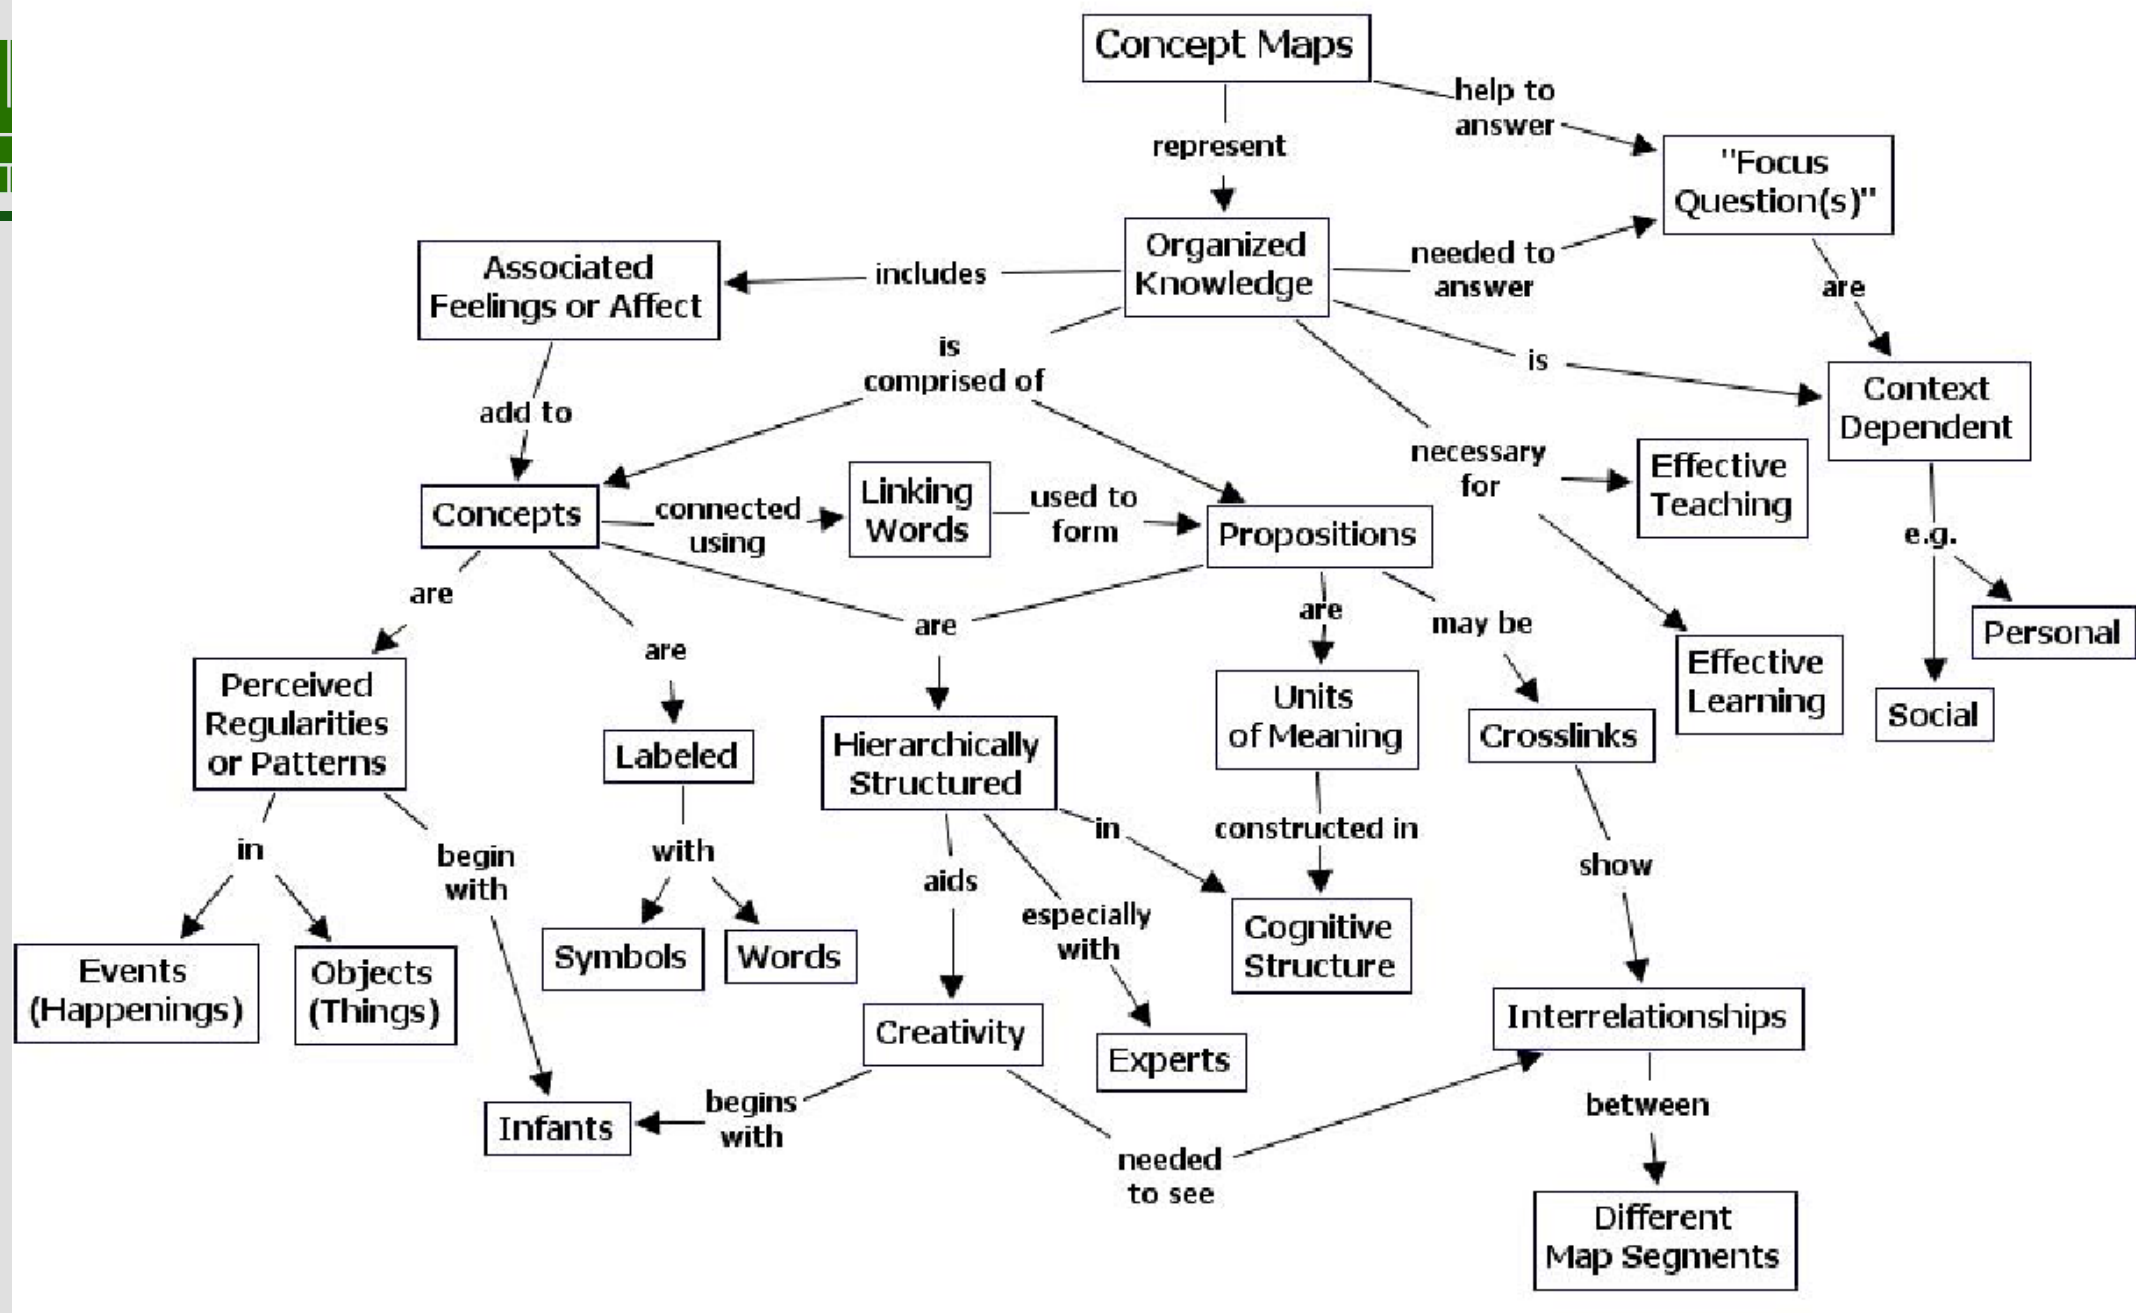 Concept Maps
help to
answer
represent
"Focus
Question(s)"
Organized
Knowledge
needed to
answer
includes
Associated
Feelings or Affect
are
is
is
comprised of
Context
Dependent
add to
necessary
for
Effective
Teaching
Concepts
connected
using
Linking
Words
used to
form
Propositions
e.g.
are
are
are
are
may be
Personal
Effective
Learning
Social
Perceived
Regularities
or Patterns
Labeled
Hierarchically
Structured
Units
of Meaning
Crosslinks
in
begin
with
with
aids
in
constructed in
show
especially
with
Events
(Happenings)
Objects
(Things)
Symbols
Words
Cognitive
Structure
Creativity
Experts
Interrelationships
Infants
begins
with
needed
to see
between
Different
Map Segments